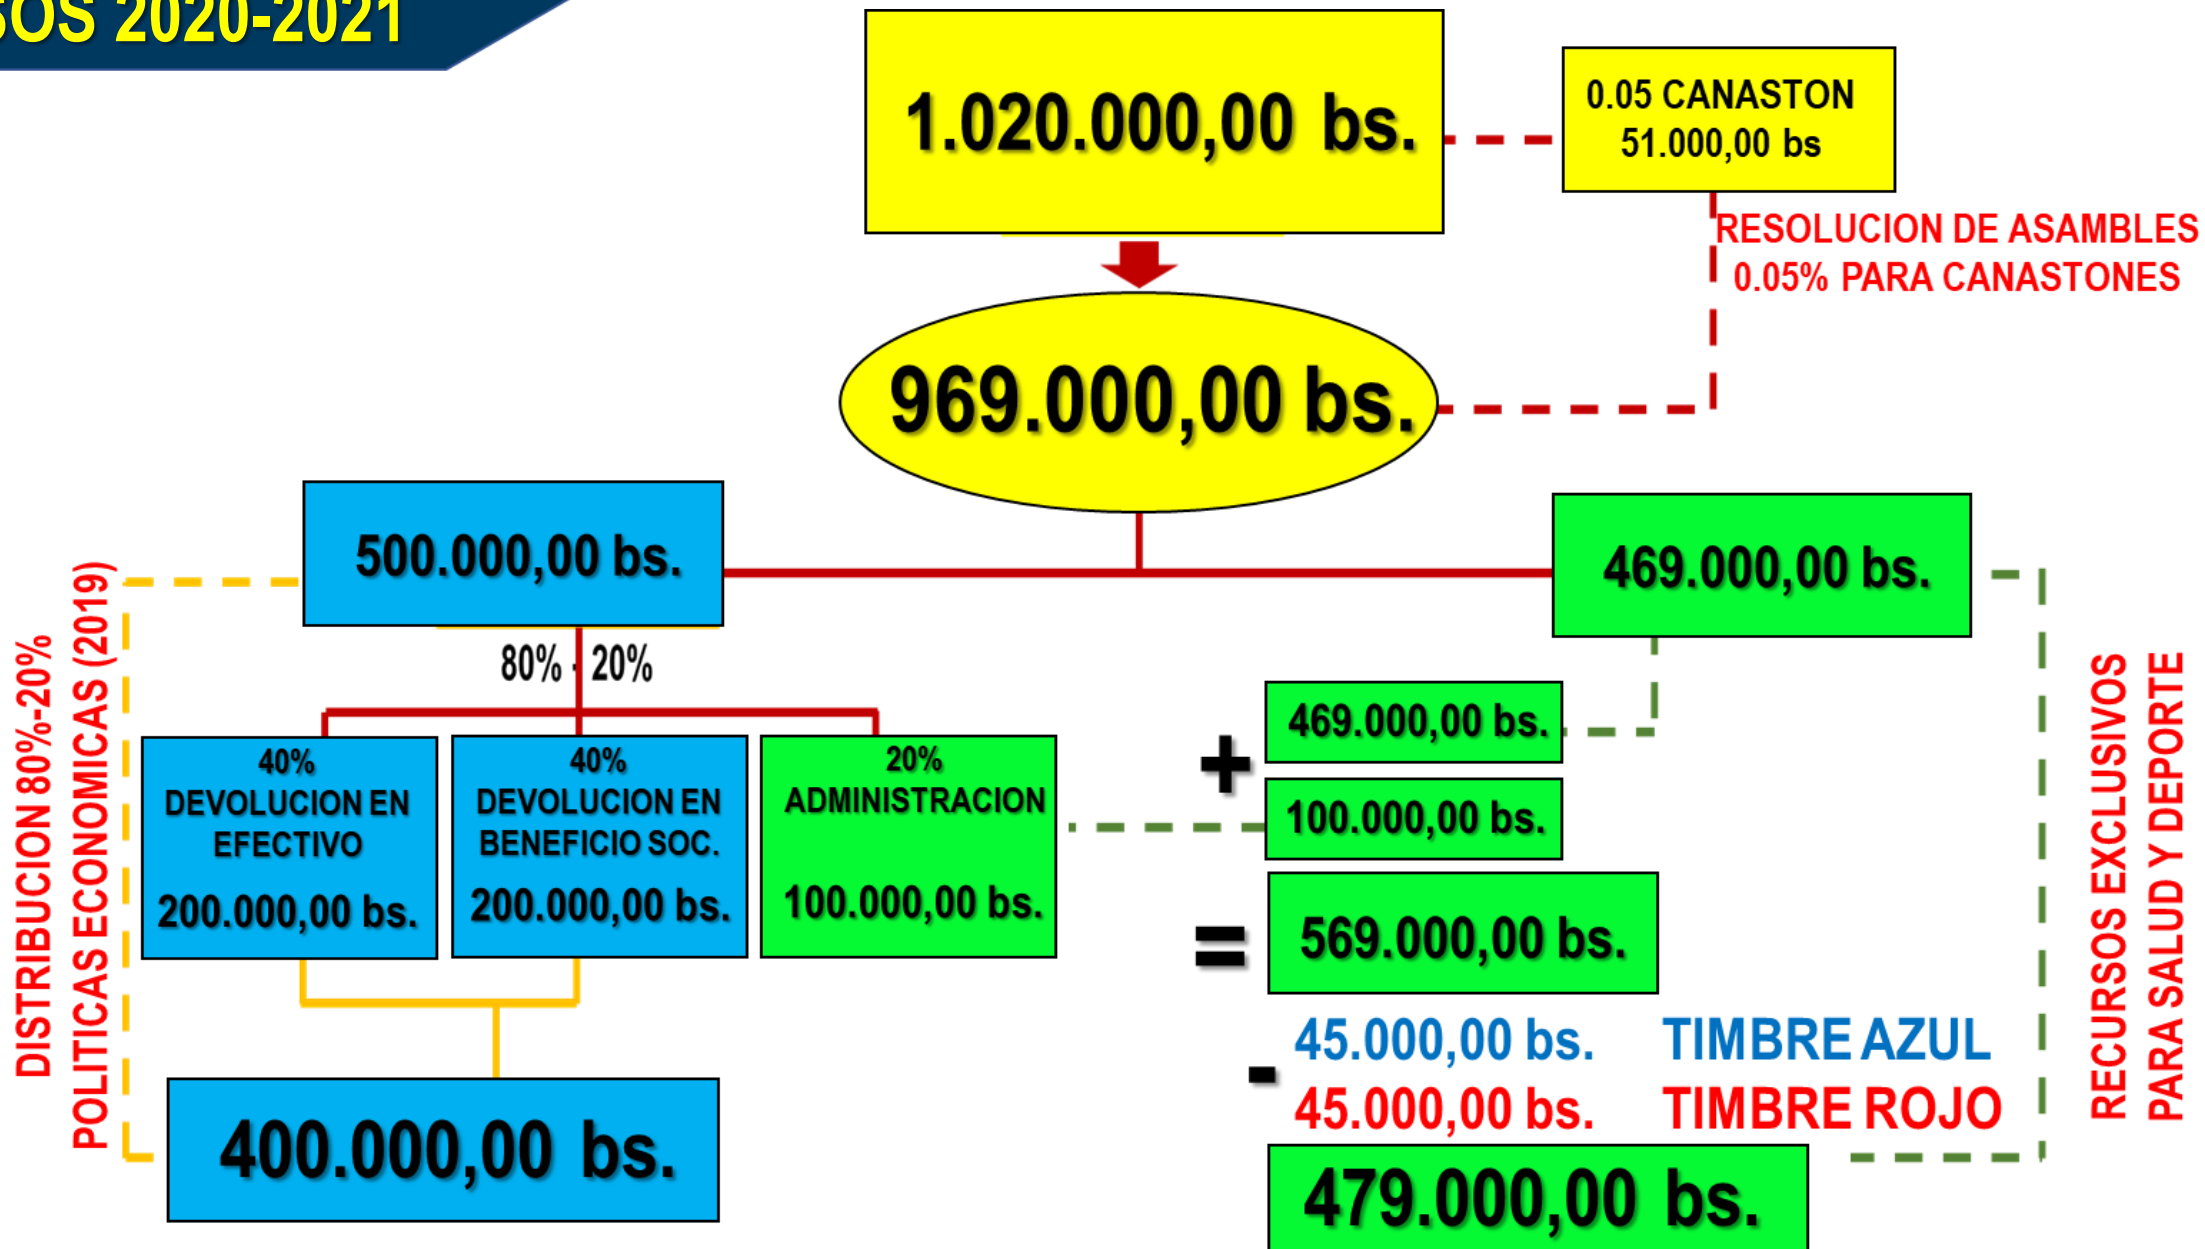 SOS 2020-2021
1.020.000,00 bs.
0.05 CANASTON
51.000,00 bs
RESOLUCION DE ASAMBLES
0.05% PARA CANASTONES
969.000,00 bs.
500.000,00 bs.
469.000,00 bs.
80% - 20%
DISTRIBUCION 80%-20%
POLITICAS ECONOMICAS (2019)
40%
DEVOLUCION EN
EFECTIVO
200.000,00 bs.
40%
DEVOLUCION EN
BENEFICIO SOC.
200.000,00 bs.
20%
ADMINISTRACION
100.000,00 bs.
400.000,00 bs.
469.000,00 bs.
+
100.000,00 bs.
= 569.000,00 bs.
45.000,00 bs. TIMBRE AZUL
-
45.000,00 bs. TIMBRE ROJO
479.000,00 bs.
RECURSOS EXCLUSIVOS
PARA SALUD Y DEPORTE